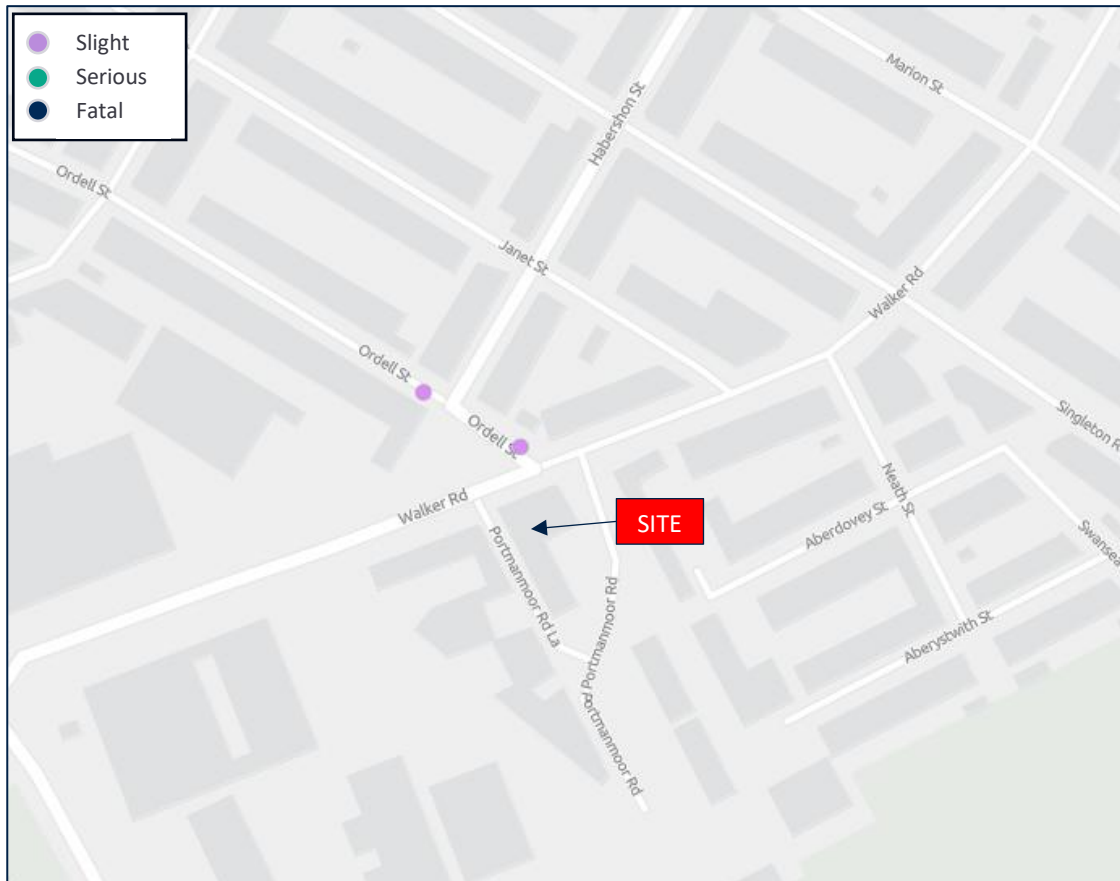 Slight
Serious
Fatal
Marion St
Habershon St
Ordell St
Janet St
Walker Rd
Ordell St
Singleton R
Ordell St
Walker Rd
SITE
Neath St
Aberdovey St
Swansea
Portmanmoor Rd La
Portmanmoor Rd
Aberystwith St
ortmanmoor Rd